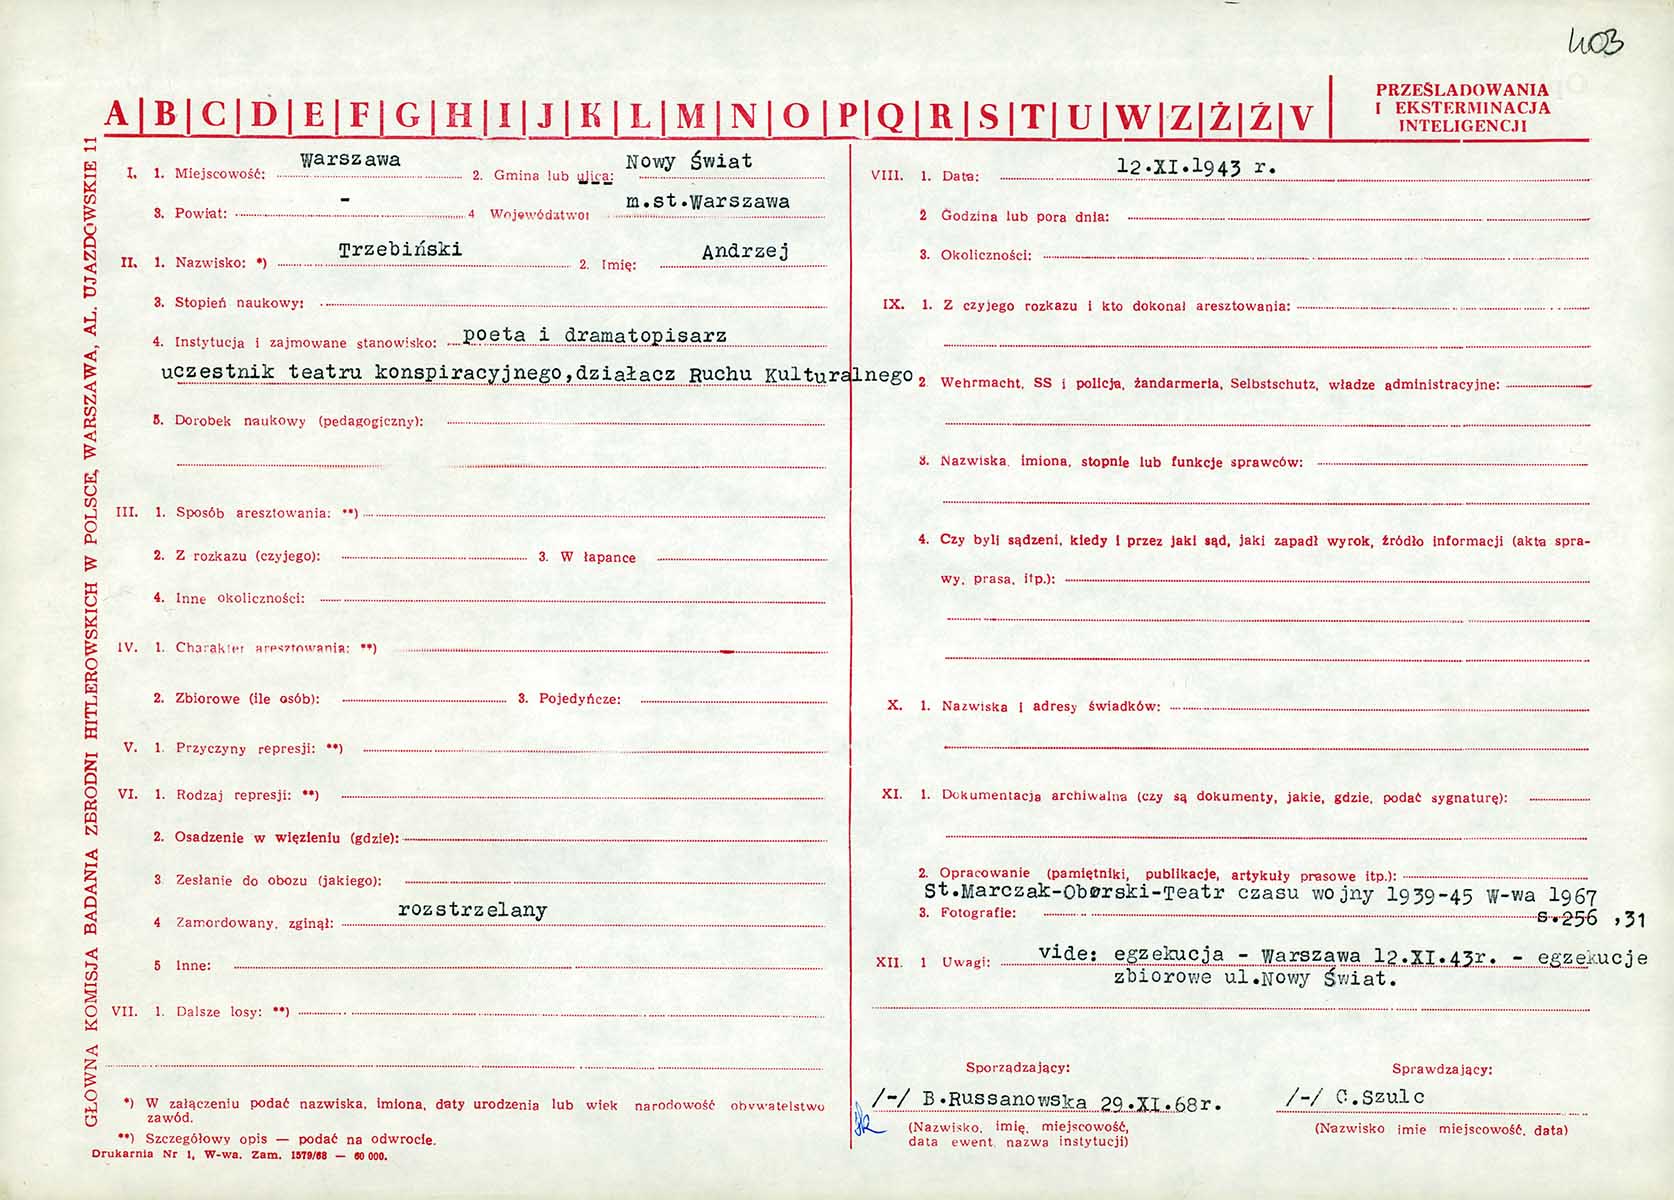 403
A|B|C|D|E|F|G|H|I|J|K|L|M|N|O|P|Q|R|S|T|U|W|Z|Ż|Ź|V
PRZEŚLADOWANIA
I EKSTERMINACJA
INTELIGENCJI
GŁOWNA KOMISJA BADANIA ZBRODNI HITLEROWSKICH W POLSCE, WARSZAWA, AL. UJAZDOWSKIE 11
I. 1. Miejscowość: Warszawa 2. Gmina lub ulica: Nowy Świat
3. Powiat: - 4 Województwo: m.st.Warszawa
II. 1. Nazwisko: *) Trzebiński 2. Imię: Andrzej
3. Stopień naukowy:
4. Instytucja i zajmowane stanowisko: poeta i dramatopisarz
uczestnik teatru konspiracyjnego,działacz Ruchu Kulturalnego
5. Dorobek naukowy (pedagogiczny):
III. 1. Sposób aresztowania: **)
2. Z rozkazu (czyjego): 3. W łapance
4. Inne okoliczności:
IV. 1. Charakter aresztowania: **)
2. Zbiorowe (ile osób): 3. Pojedyńcze:
V. 1. Przyczyny represji: **)
VI. 1. Rodzaj represji: **)
2. Osadzenie w więzieniu (gdzie):
3 Zesłanie do obozu (jakiego):
4 Zamordowany, zginął: rozstrzelany
5 Inne:
VII. 1. Dalsze losy: **)
*) W załączeniu podać nazwiska, imiona, daty urodzenia lub wiek narodowość obywatelstwo
zawód.
**) Szczegółowy opis — podać na odwrocie.
Drukarnia Nr 1, W-wa. Zam. 1579/68 — 60 000.
VIII. 1. Data: 12.XI.1943 r.
2 Godzina lub pora dnia:
3. Okoliczności:
IX. 1. Z czyjego rozkazu i kto dokonał aresztowania:
2. Wehrmacht, SS i policja, żandarmeria, Selbstschutz, władze administracyjne:
3. Nazwiska, imiona, stopnie lub funkcje sprawców:
4. Czy byli sądzeni, kiedy i przez jaki sąd, jaki zapadł wyrok, źródło informacji (akta spra-
wy, prasa, itp.):
X. 1. Nazwiska i adresy świadków:
XI. 1. Dokumentacja archiwalna (czy są dokumenty, jakie, gdzie, podać sygnaturę):
2. Opracowanie (pamiętniki, publikacje, artykuły prasowe itp.):
St.Marczak-Oborski-Teatr czasu wojny 1939-45 W-wa 1967
3. Fotografie: s.256 ,31
XII. 1 Uwagi: vide: egzekucja - Warszawa 12.XI.43r. - egzekucje
zbiorowe ul.Nowy Świat.
Sporządzający:
/-/ B.Russanowska 29.XI.68r.
(Nazwisko, imię, miejscowość,
data ewent. nazwa instytucji)
Sprawdzający:
/-/ C.Szulc
(Nazwisko imie miejscowość, data)